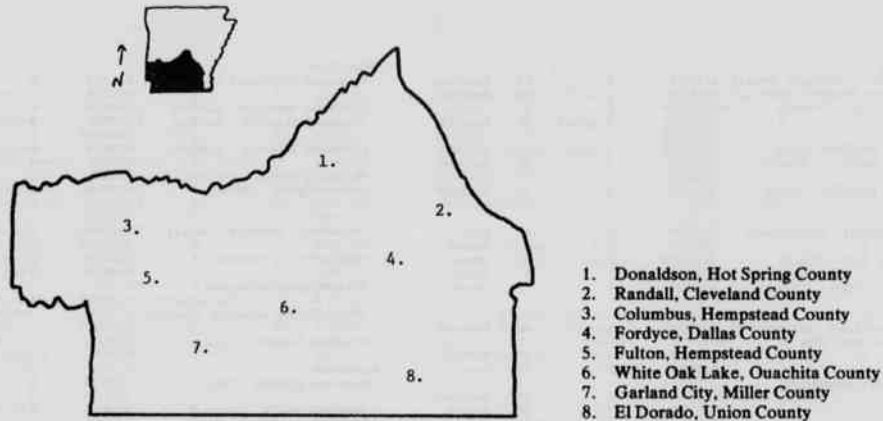 N
1.
2.
3.
4.
5.
6.
7.
8.
1. Donaldson, Hot Spring County
2. Randall, Cleveland County
3. Columbus, Hempstead County
4. Fordyce, Dallas County
5. Fulton, Hempstead County
6. White Oak Lake, Ouachita County
7. Garland City, Miller County
8. El Dorado, Union County